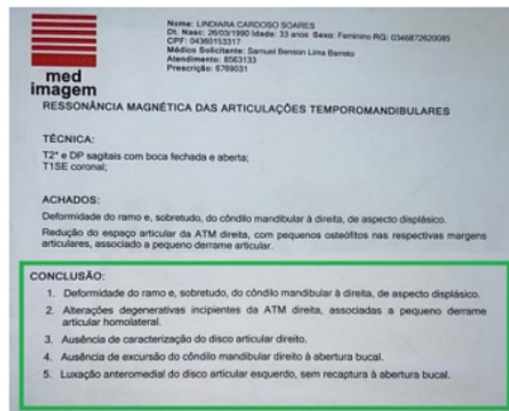 med
imagem
Nome: LINDIARA CARDOSO SOARES
Dt. Nasc: 26/03/1990 Idade: 33 anos Sexo: Feminino RG: 0346872620085
CPF: 04360153317
Médico Solicitante: Samuel Benson Lima Barreto
Atendimento: 8563133
Prescrição: 6769031
RESSONÂNCIA MAGNÉTICA DAS ARTICULAÇÕES TEMPOROMANDIBULARES
TÉCNICA:
T2* e DP sagitais com boca fechada e aberta;
T1SE coronal;
ACHADOS:
Deformidade do ramo e, sobretudo, do côndilo mandibular à direita, de aspecto displásico.
Redução do espaço articular da ATM direita, com pequenos osteófitos nas respectivas margens
articulares, associado a pequeno derrame articular.
CONCLUSÃO:
1. Deformidade do ramo e, sobretudo, do côndilo mandibular à direita, de aspecto displásico.
2. Alterações degenerativas incipientes da ATM direita, associadas a pequeno derrame
articular homolateral.
3. Ausência de caracterização do disco articular direito.
4. Ausência de excursão do côndilo mandibular direito à abertura bucal.
5. Luxação anteromedial do disco articular esquerdo, sem recaptura à abertura bucal.